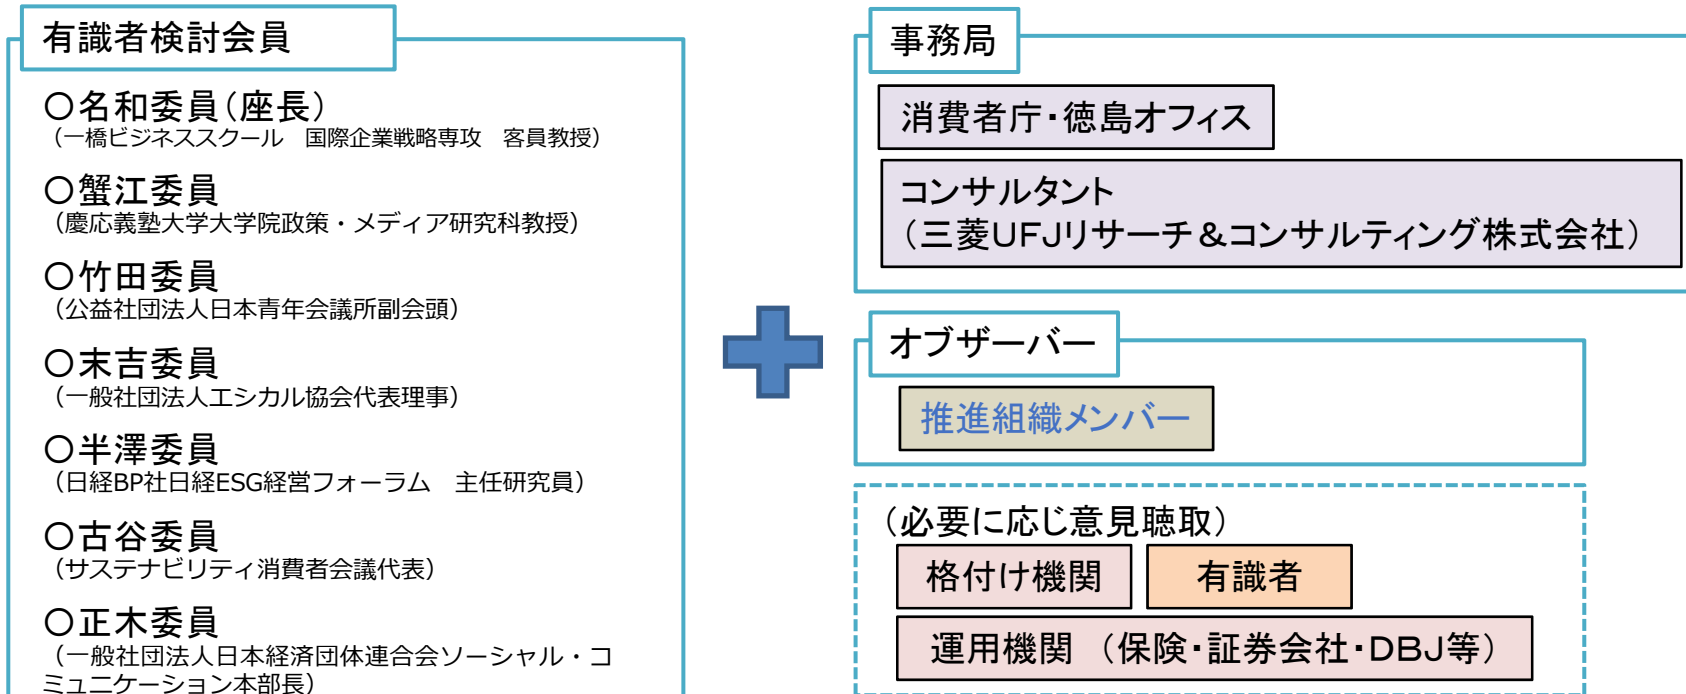 有識者検討会員
〇名和委員（座長）
（一橋ビジネススクール　国際企業戦略専攻　客員教授）
〇蟹江委員
（慶応義塾大学大学院政策・メディア研究科教授）
〇竹田委員
（公益社団法人日本青年会議所副会頭）
〇末吉委員
（一般社団法人エシカル協会代表理事）
〇半澤委員
（日経BP社日経ESG経営フォーラム　主任研究員）
〇古谷委員
（サステナビリティ消費者会議代表）
〇正木委員
（一般社団法人日本経済団体連合会ソーシャル・コ
ミュニケーション本部長）
事務局
消費者庁・徳島オフィス
コンサルタント
（三菱UFJリサーチ＆コンサルティング株式会社）
オブザーバー
推進組織メンバー
（必要に応じ意見聴取）
格付け機関
有識者
運用機関　（保険・証券会社・DBJ等）